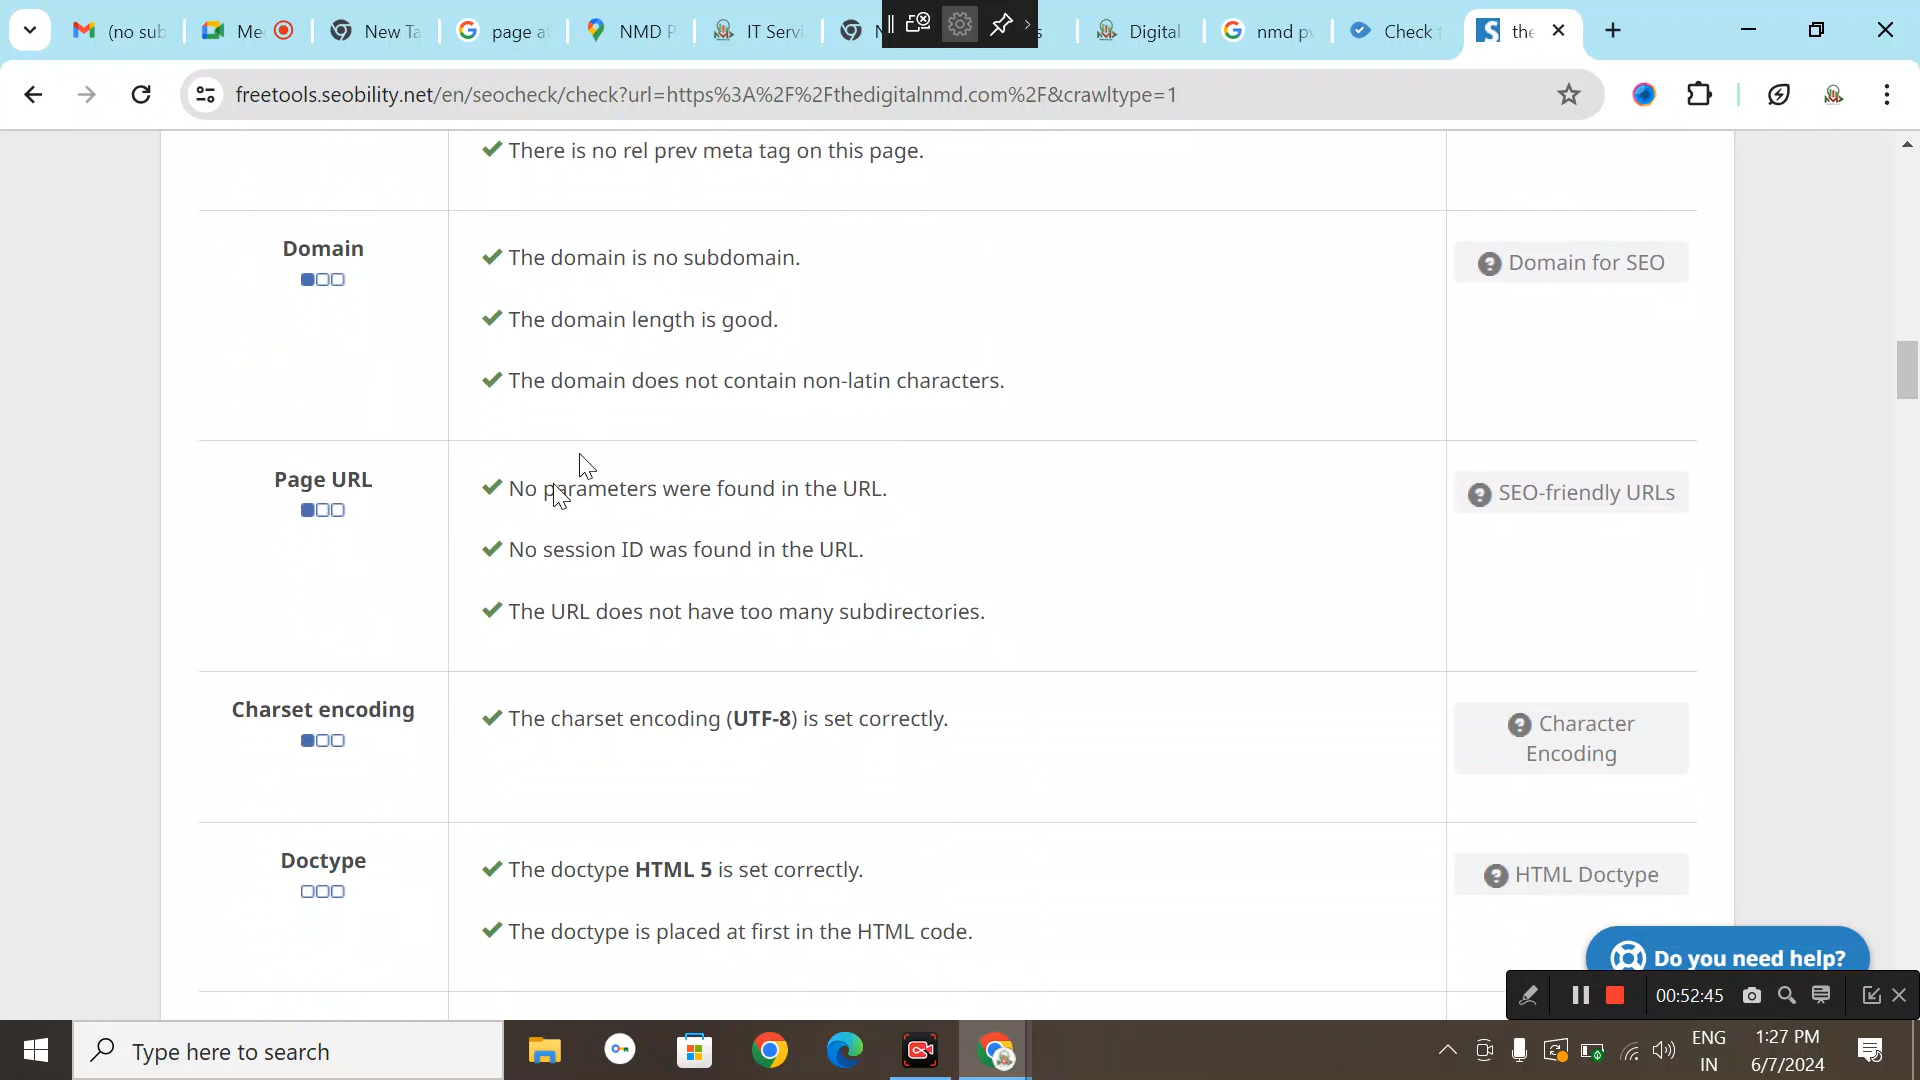 (no sub
Me
New Ta
page a
NMD P
IT Servi
Digital
nmd pv
Check
the
freetools.seobility.net/en/seocheck/check?url=https%3A%2F%2Fthedigitalnmd.com%2F&crawltype=1
There is no rel prev meta tag on this page.
Domain
The domain is no subdomain.
Domain for SEO
The domain length is good.
The domain does not contain non-latin characters.
Page URL
No parameters were found in the URL.
SEO-friendly URLs
No session ID was found in the URL.
The URL does not have too many subdirectories.
Charset encoding
The charset encoding (UTF-8) is set correctly.
Character
Encoding
Doctype
The doctype HTML 5 is set correctly.
HTML Doctype
The doctype is placed at first in the HTML code.
Do you need help?
00:52:45
Type here to search
ENG
IN
1:27 PM
6/7/2024